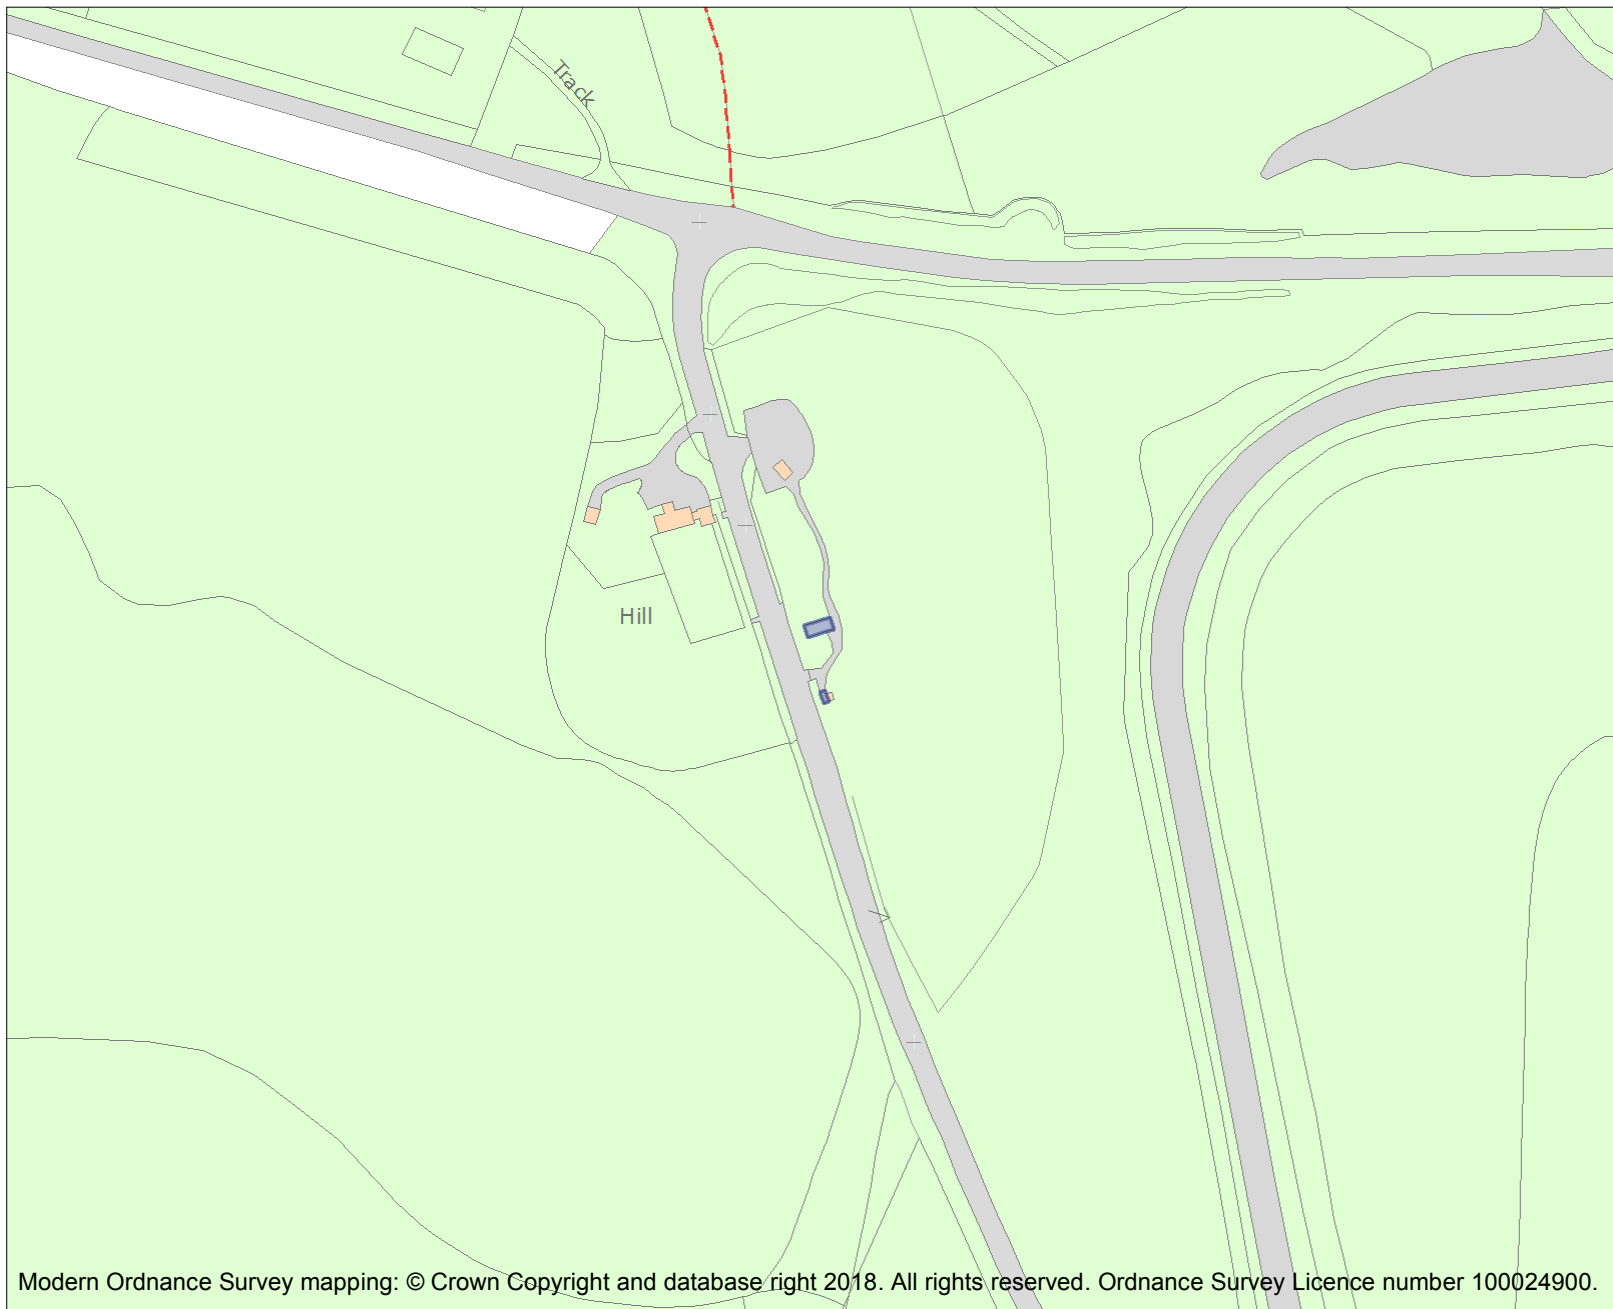 Track
Hill
Modern Ordnance Survey mapping: © Crown Copyright and database right 2018. All rights reserved. Ordnance Survey Licence number 100024900.